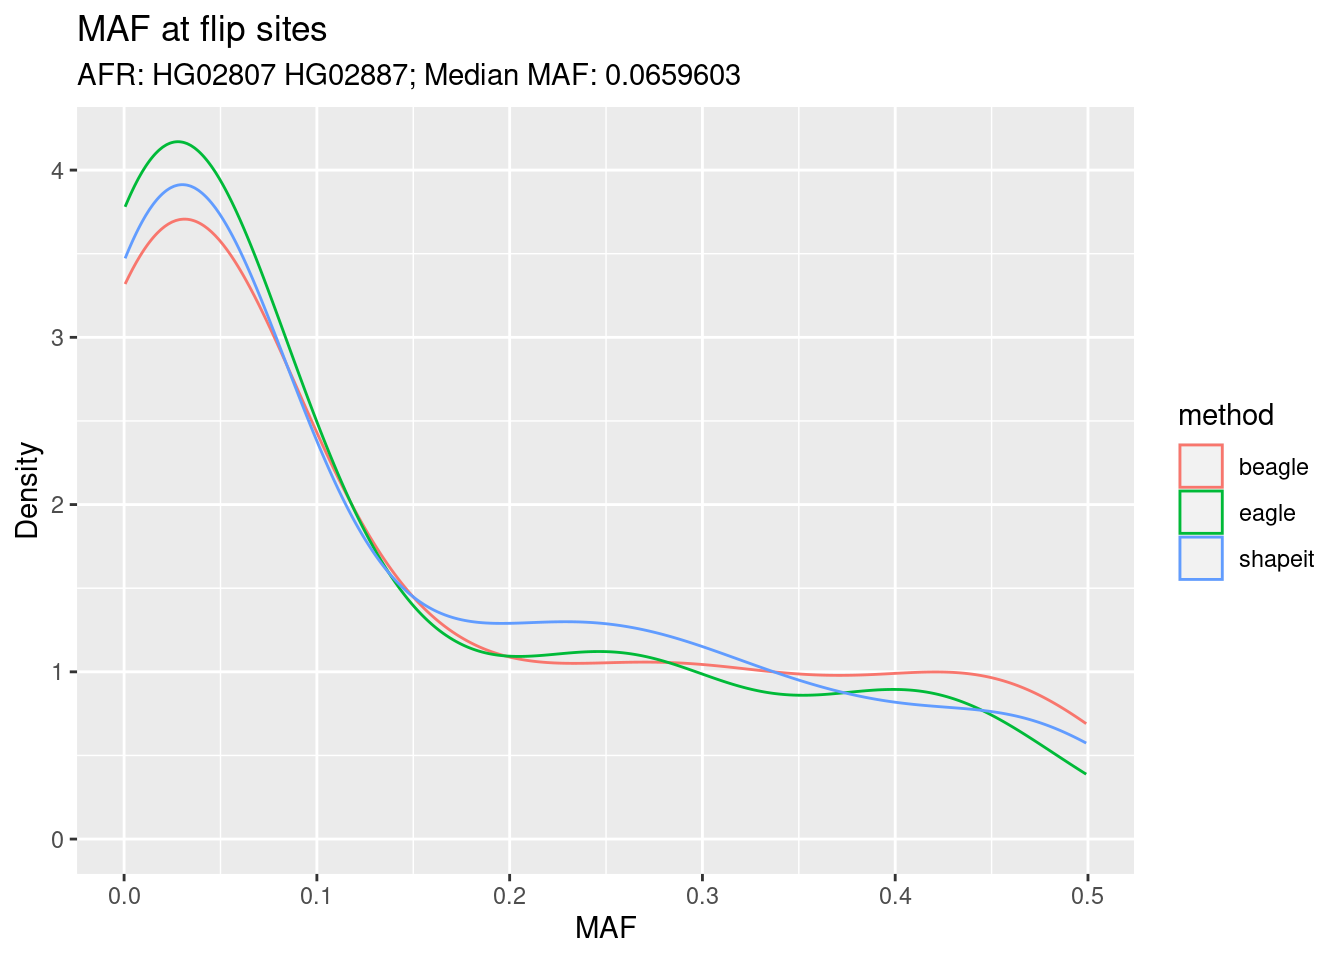 MAF at flip sites
AFR: HG02807 HG02887; Median MAF: 0.0659603
4
3
2
1
0
Density
0.0 0.1 0.2 0.3 0.4 0.5
MAF
method
beagle
eagle
shapeit